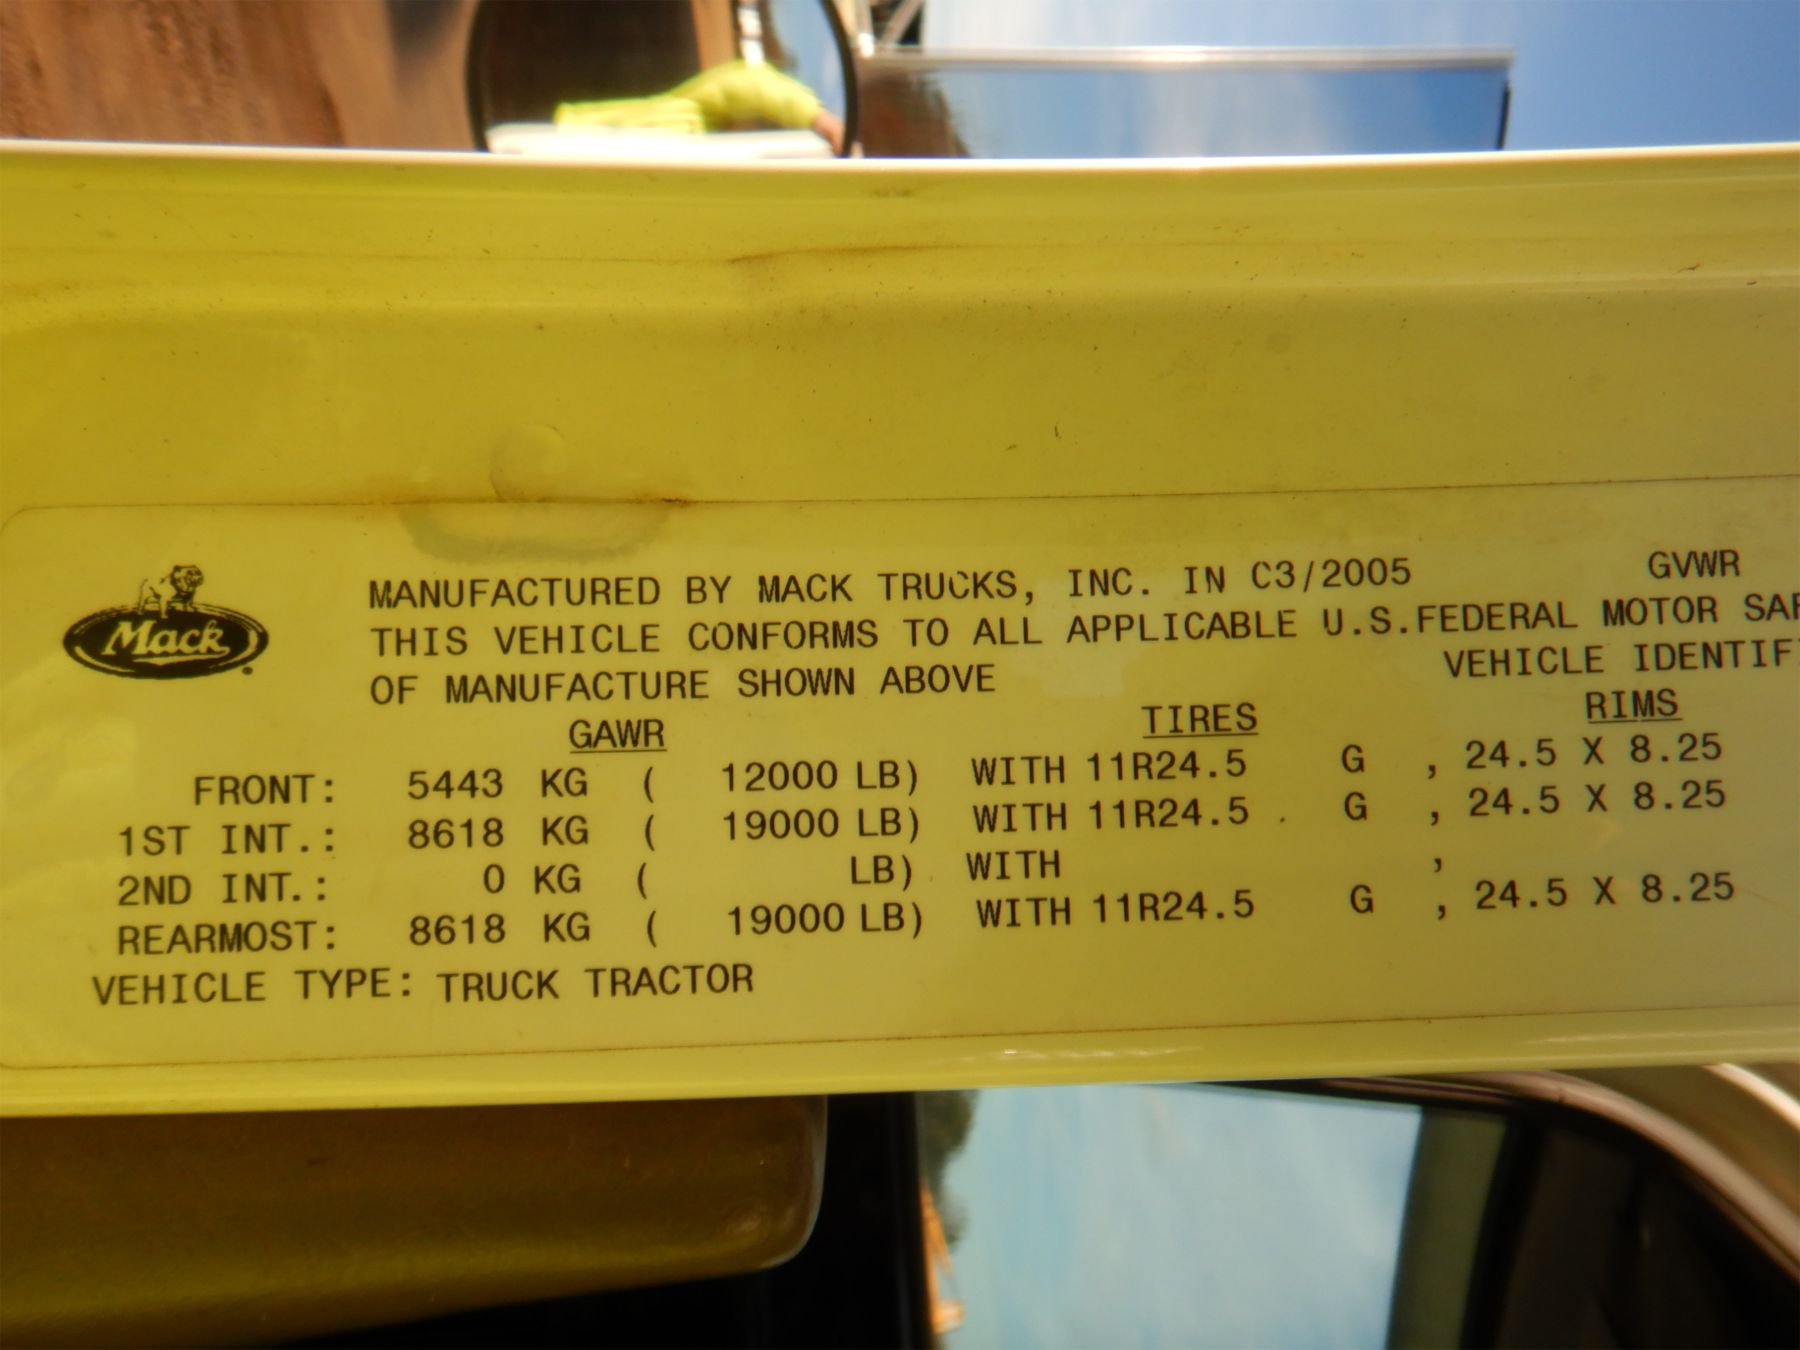 Mack
MANUFACTURED BY MACK TRUCKS, INC. IN C3/2005 GVWR
THIS VEHICLE CONFORMS TO ALL APPLICABLE U.S.FEDERAL MOTOR SAF
OF MANUFACTURE SHOWN ABOVE VEHICLE IDENTIF
GAWR TIRES RIMS
FRONT: 5443 KG ( 12000 LB) WITH 11R24.5 G , 24.5 X 8.25
1ST INT.: 8618 KG ( 19000 LB) WITH 11R24.5 G , 24.5 X 8.25
2ND INT.: 0 KG ( LB) WITH ,
REARMOST: 8618 KG ( 19000 LB) WITH 11R24.5 G , 24.5 X 8.25
VEHICLE TYPE: TRUCK TRACTOR